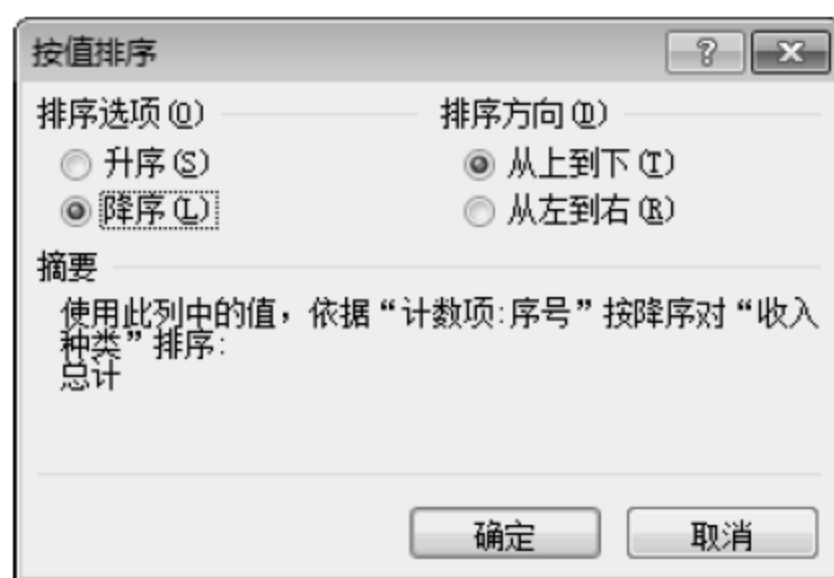 按值排序
排序选项(O) 排序方向(D)
升序(S) 从上到下(T)
降序(L) 从左到右(R)
摘要
使用此列中的值，依据“计数项:序号”按降序对“收入
种类”排序:
总计
确定 取消